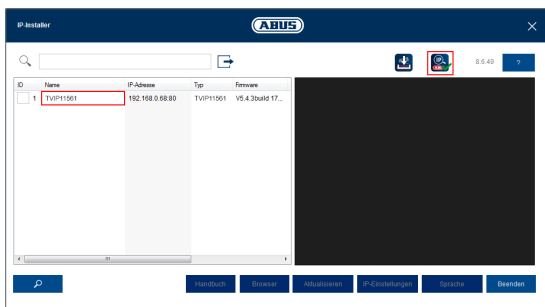 IP-Installer
ABUS
8.6.49 ?
ID Name IP-Adresse Typ Firmware
1 TVIP11561 192.168.0.68:80 TVIP11561 V5.4.3build 17...
Handbuch Browser Aktualisieren IP-Einstellungen Sprache Beenden